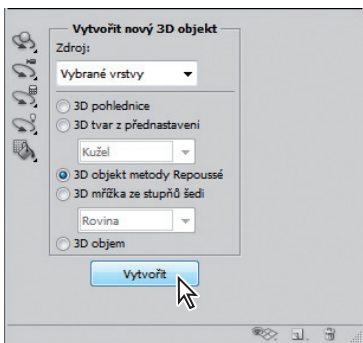 Vytvořit nový 3D objekt
Zdroj:
Vybrané vrstvy
3D pohlednice
3D tvar z přednastavení
Kužel
3D objekt metody Repoussé
3D mřížka ze stupňů šedi
Rovina
3D objem
Vytvořit